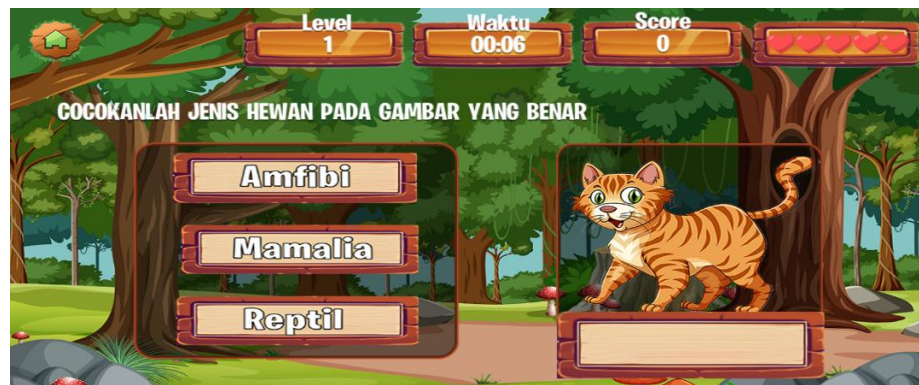 Level
1
Waktu
00:06
Score
0
COCOKANLAH JENIS HEWAN PADA GAMBAR YANG BENAR
Amfibi
Mamalia
Reptil